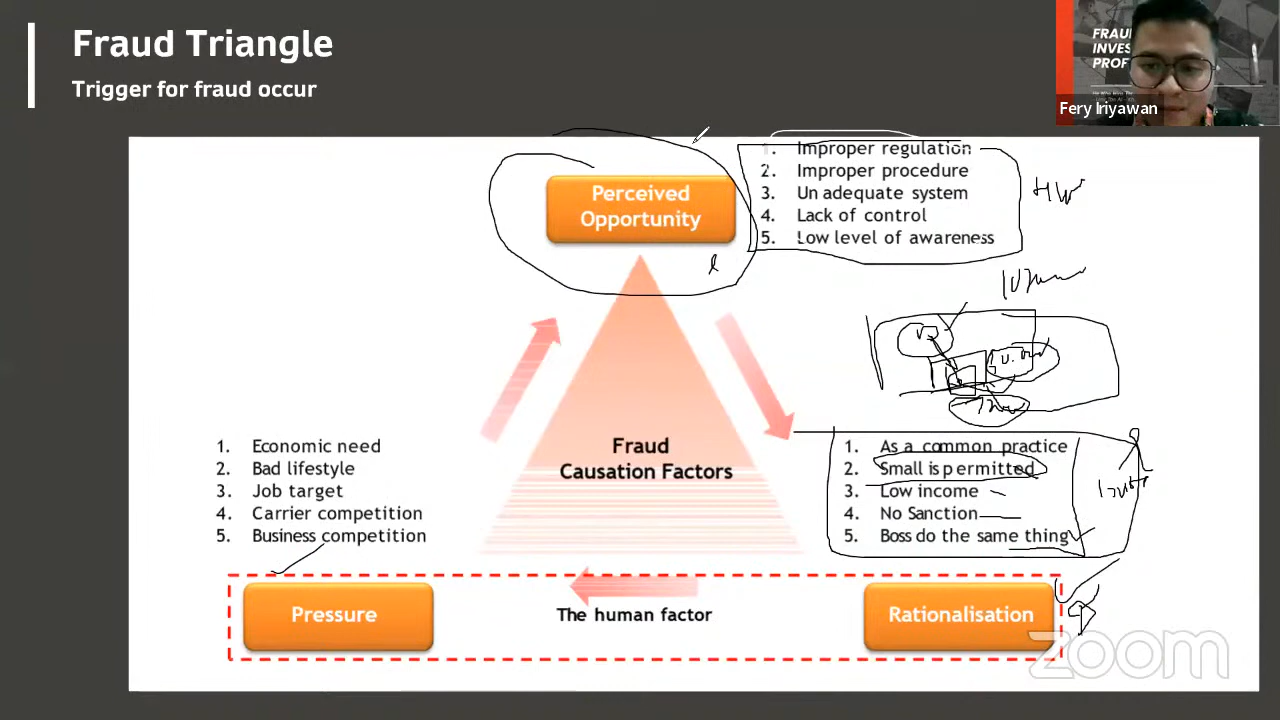 Fraud Triangle
Trigger for fraud occur
FRAU
INVES
PROF
Fery Iriyawan
Perceived
Opportunity
1. Improper regulation
2. Improper procedure
3. Un adequate system
4. Lack of control
5. Low level of awareness
Fraud
Causation Factors
1. Economic need
2. Bad lifestyle
3. Job target
4. Carrier competition
5. Business competition
1. As a common practice
2. Small is permitted
3. Low income
4. No Sanction
5. Boss do the same thing
Pressure
The human factor
Rationalisation
zoom